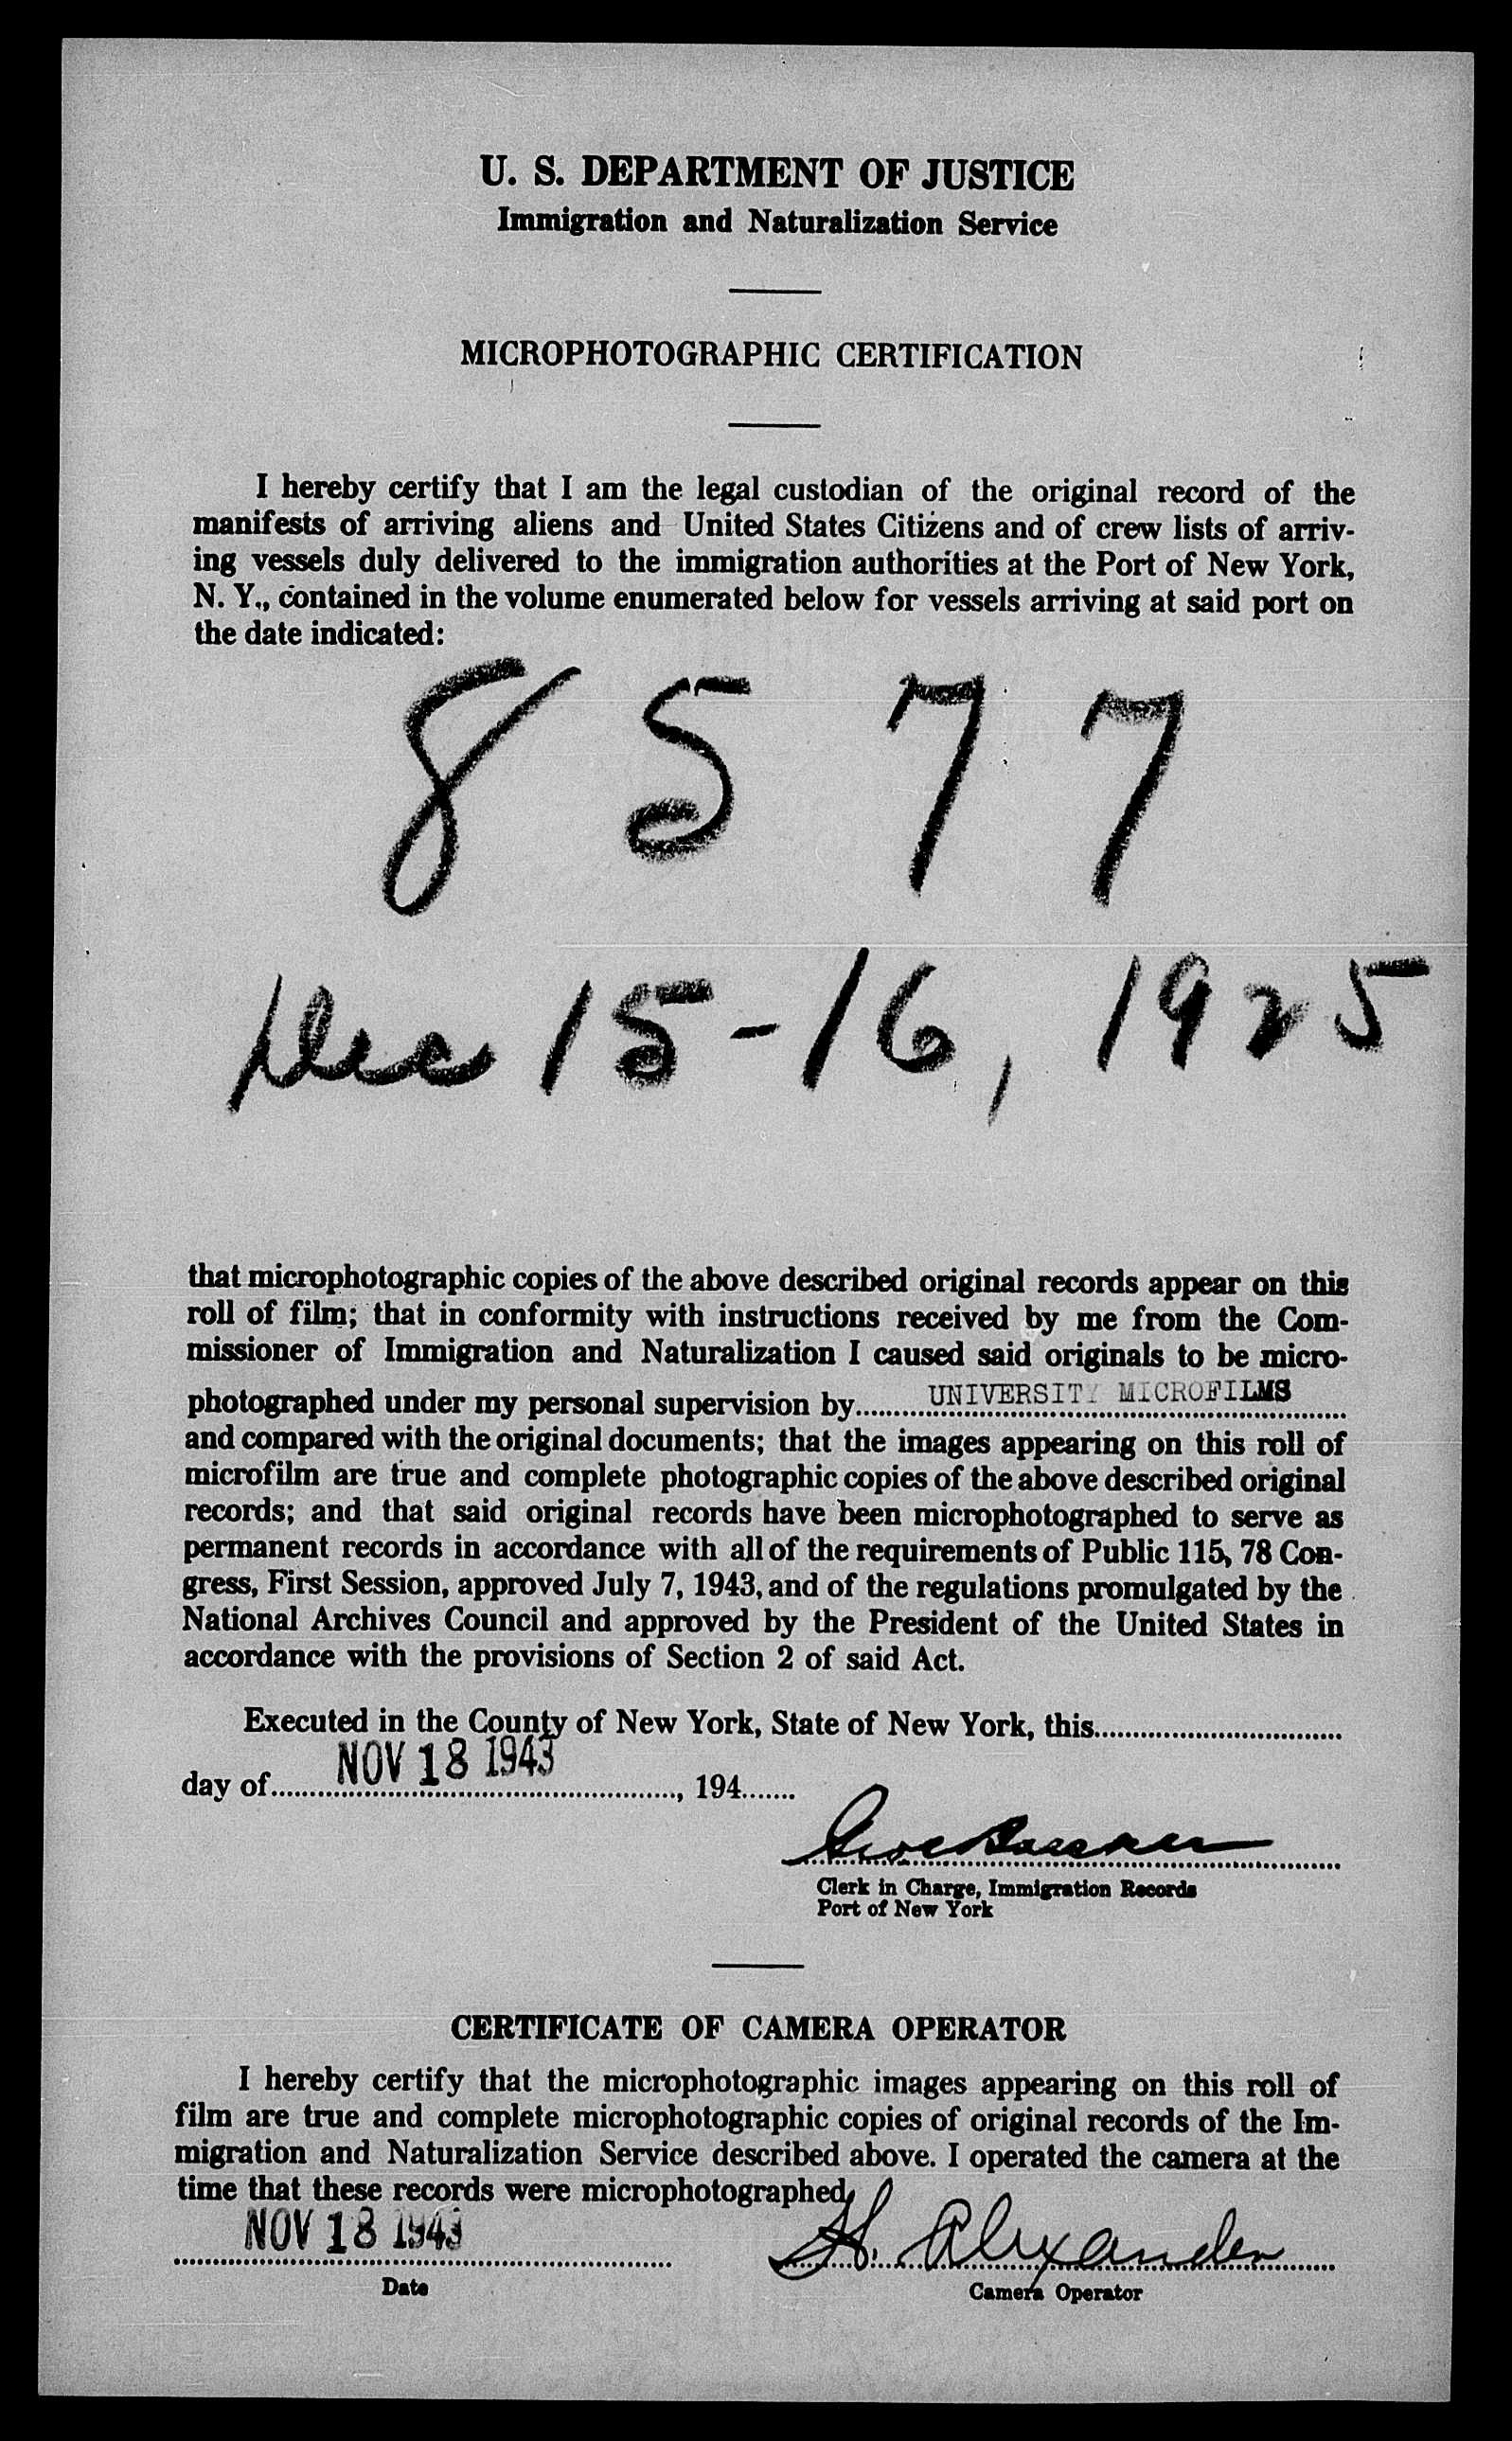 U. S. DEPARTMENT OF JUSTICE
Immigration and Naturalization Service
MICROPHOTOGRAPHIC CERTIFICATION
I hereby certify that I am the legal custodian of the original record of the
manifests of arriving aliens and United States Citizens and of crew lists of arriv-
ing vessels duly delivered to the immigration authorities at the Port of New York,
N. Y., contained in the volume enumerated below for vessels arriving at said port on
the date indicated:
8577
Dec 15-16, 1925
that microphotographic copies of the above described original records appear on this
roll of film; that in conformity with instructions received by me from the Com-
missioner of Immigration and Naturalization I caused said originals to be micro-
photographed under my personal supervision by UNIVERSITY MICROFILMS
and compared with the original documents; that the images appearing on this roll of
microfilm are true and complete photographic copies of the above described original
records; and that said original records have been microphotographed to serve as
permanent records in accordance with all of the requirements of Public 115, 78 Con-
gress, First Session, approved July 7, 1943, and of the regulations promulgated by the
National Archives Council and approved by the President of the United States in
accordance with the provisions of Section 2 of said Act.
Executed in the County of New York, State of New York, this
day of NOV 18 1943, 194
Clerk in Charge, Immigration Records
Port of New York
CERTIFICATE OF CAMERA OPERATOR
I hereby certify that the microphotographic images appearing on this roll of
film are true and complete microphotographic copies of original records of the Im-
migration and Naturalization Service described above. I operated the camera at the
time that these records were microphotographed.
NOV 18 1943 H. Alexander
Date Camera Operator